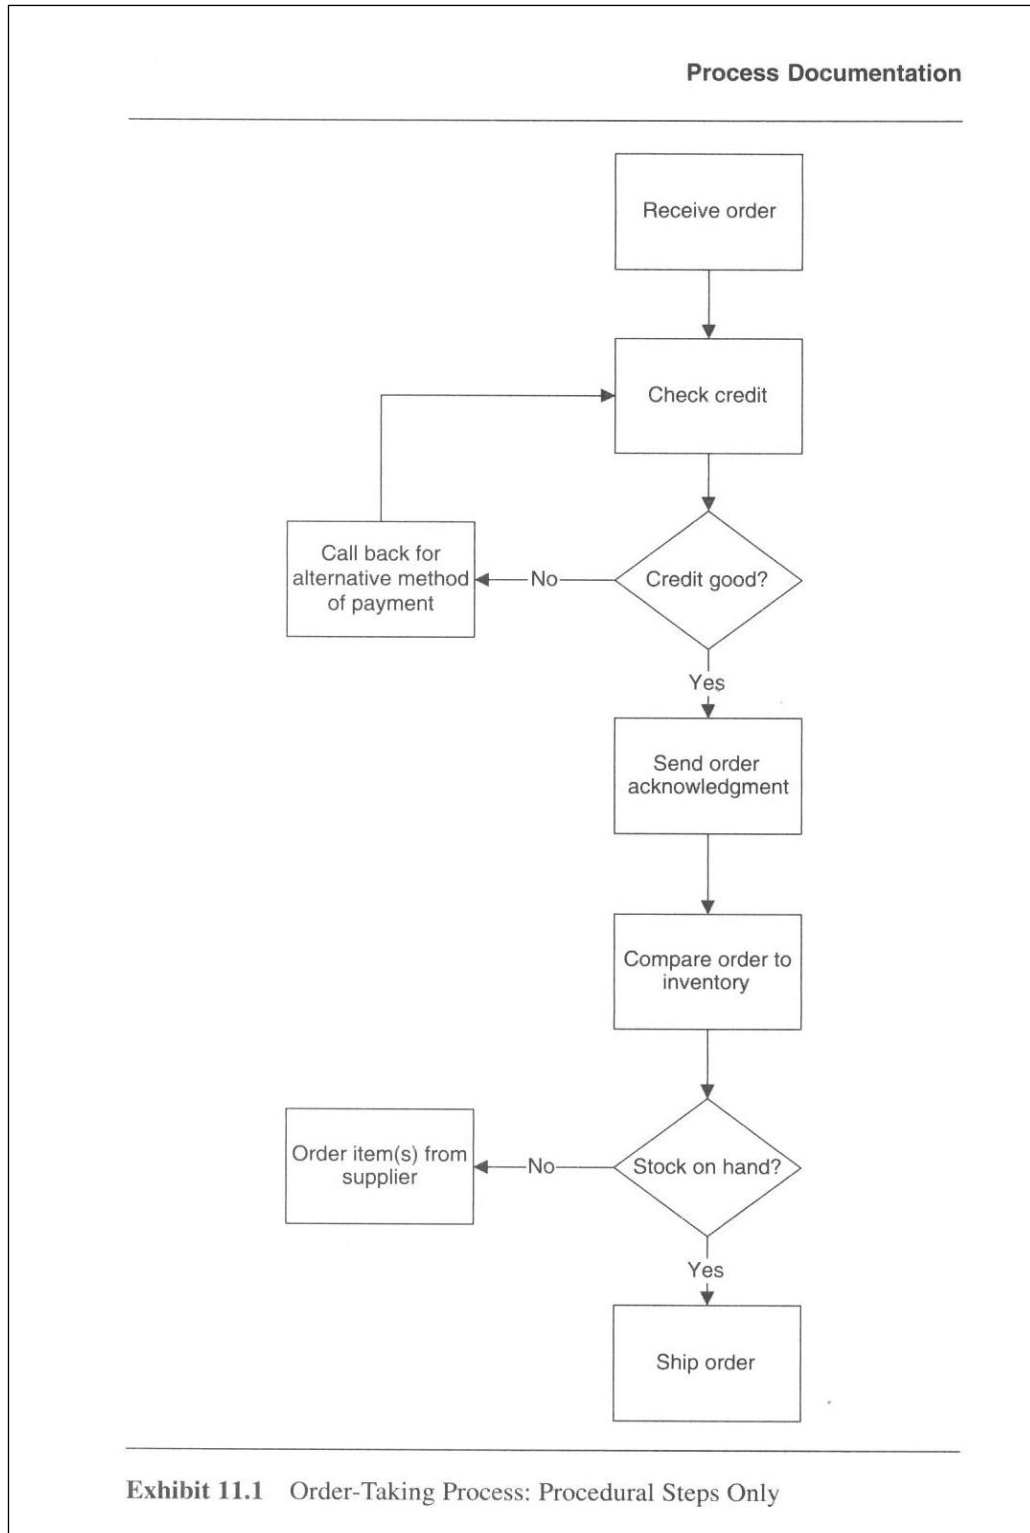 Process Documentation
Receive order
Check credit
Call back for
alternative method
of payment
No
Credit good?
Yes
Send order
acknowledgment
Compare order to
inventory
Order item(s) from
supplier
No
Stock on hand?
Yes
Ship order
Exhibit 11.1 Order-Taking Process: Procedural Steps Only